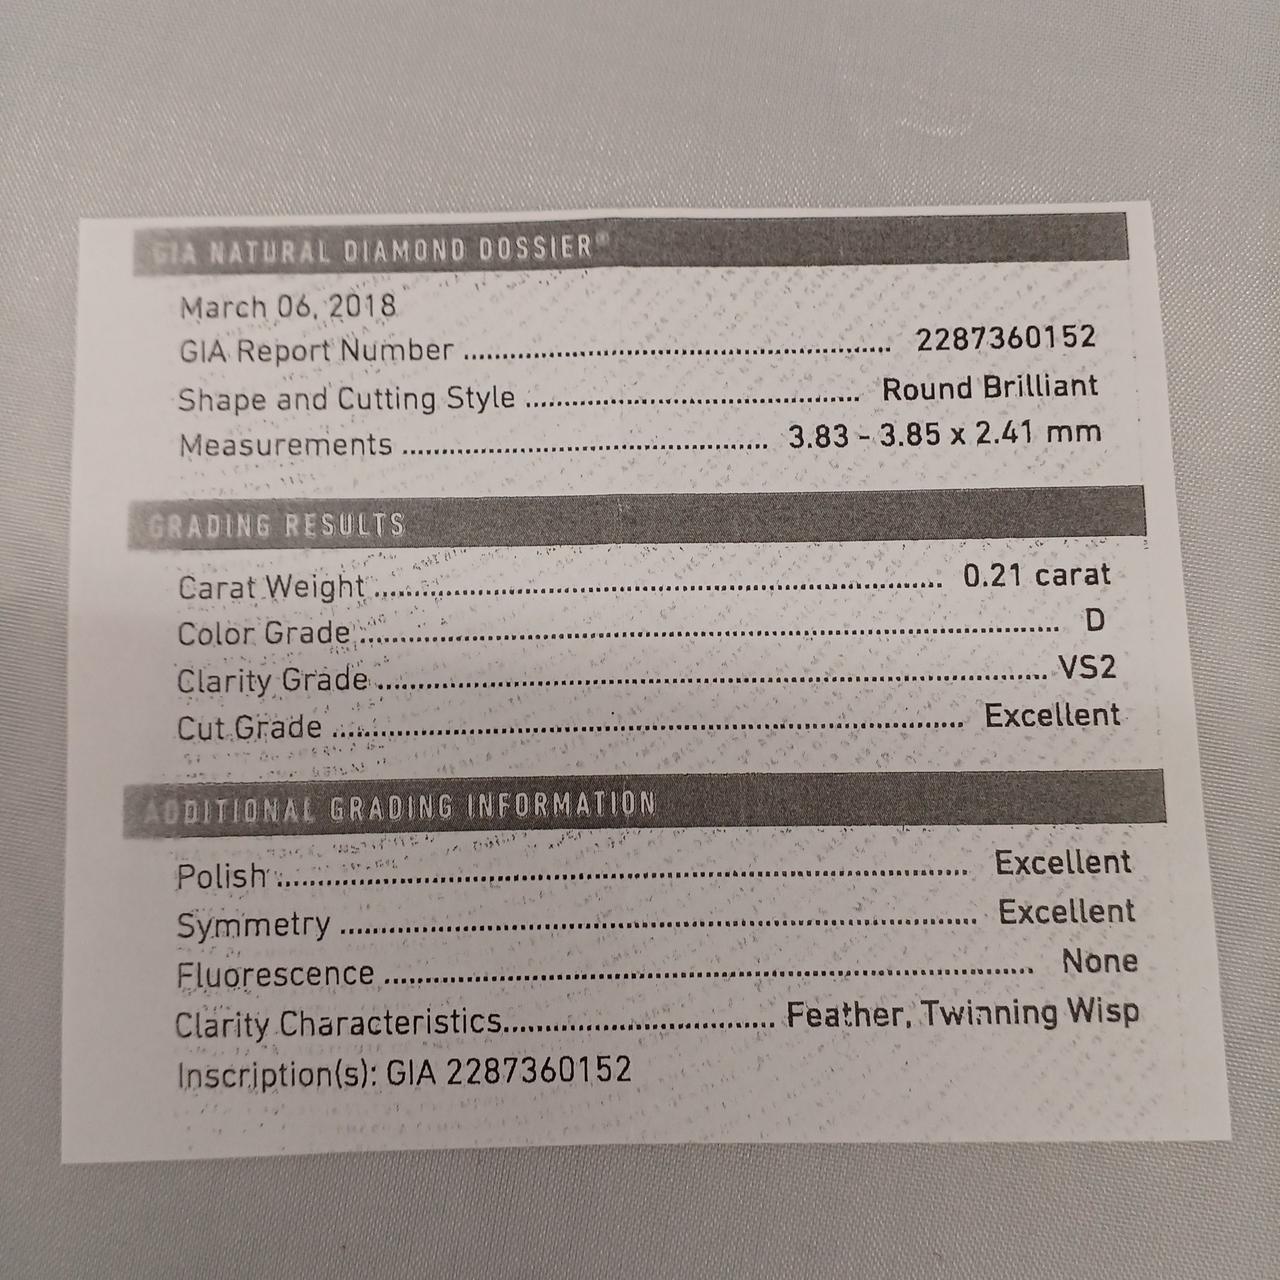 GIA NATURAL DIAMOND DOSSIER®
March 06, 2018
GIA Report Number ........................................................ 2287360152
Shape and Cutting Style ............................................ Round Brilliant
Measurements ................................................ 3.83 - 3.85 x 2.41 mm
GRADING RESULTS
Carat Weight .......................................................................... 0.21 carat
Color Grade ............................................................................................ D
Clarity Grade ...................................................................................... VS2
Cut Grade ................................................................................ Excellent
ADDITIONAL GRADING INFORMATION
Polish .......................................................................................... Excellent
Symmetry ................................................................................ Excellent
Fluorescence ..................................................................................... None
Clarity Characteristics................................... Feather, Twinning Wisp
Inscription(s): GIA 2287360152